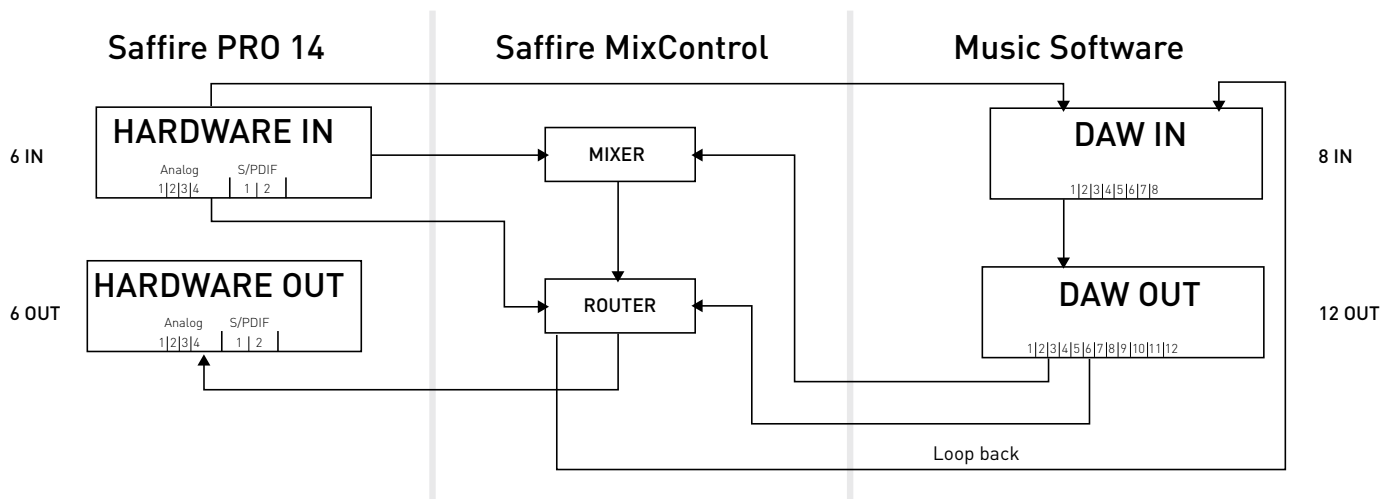 Saffire PRO 14
Saffire MixControl
Music Software
HARDWARE IN
6 IN
Analog S/PDIF
1|2|3|4 | 1 | 2 |
MIXER
DAW IN
1|2|3|4|5|6|7|8
8 IN
HARDWARE OUT
6 OUT
Analog S/PDIF
1|2|3|4 | 1 | 2 |
ROUTER
DAW OUT
1|2|3|4|5|6|7|8|9|10|11|12
12 OUT
Loop back